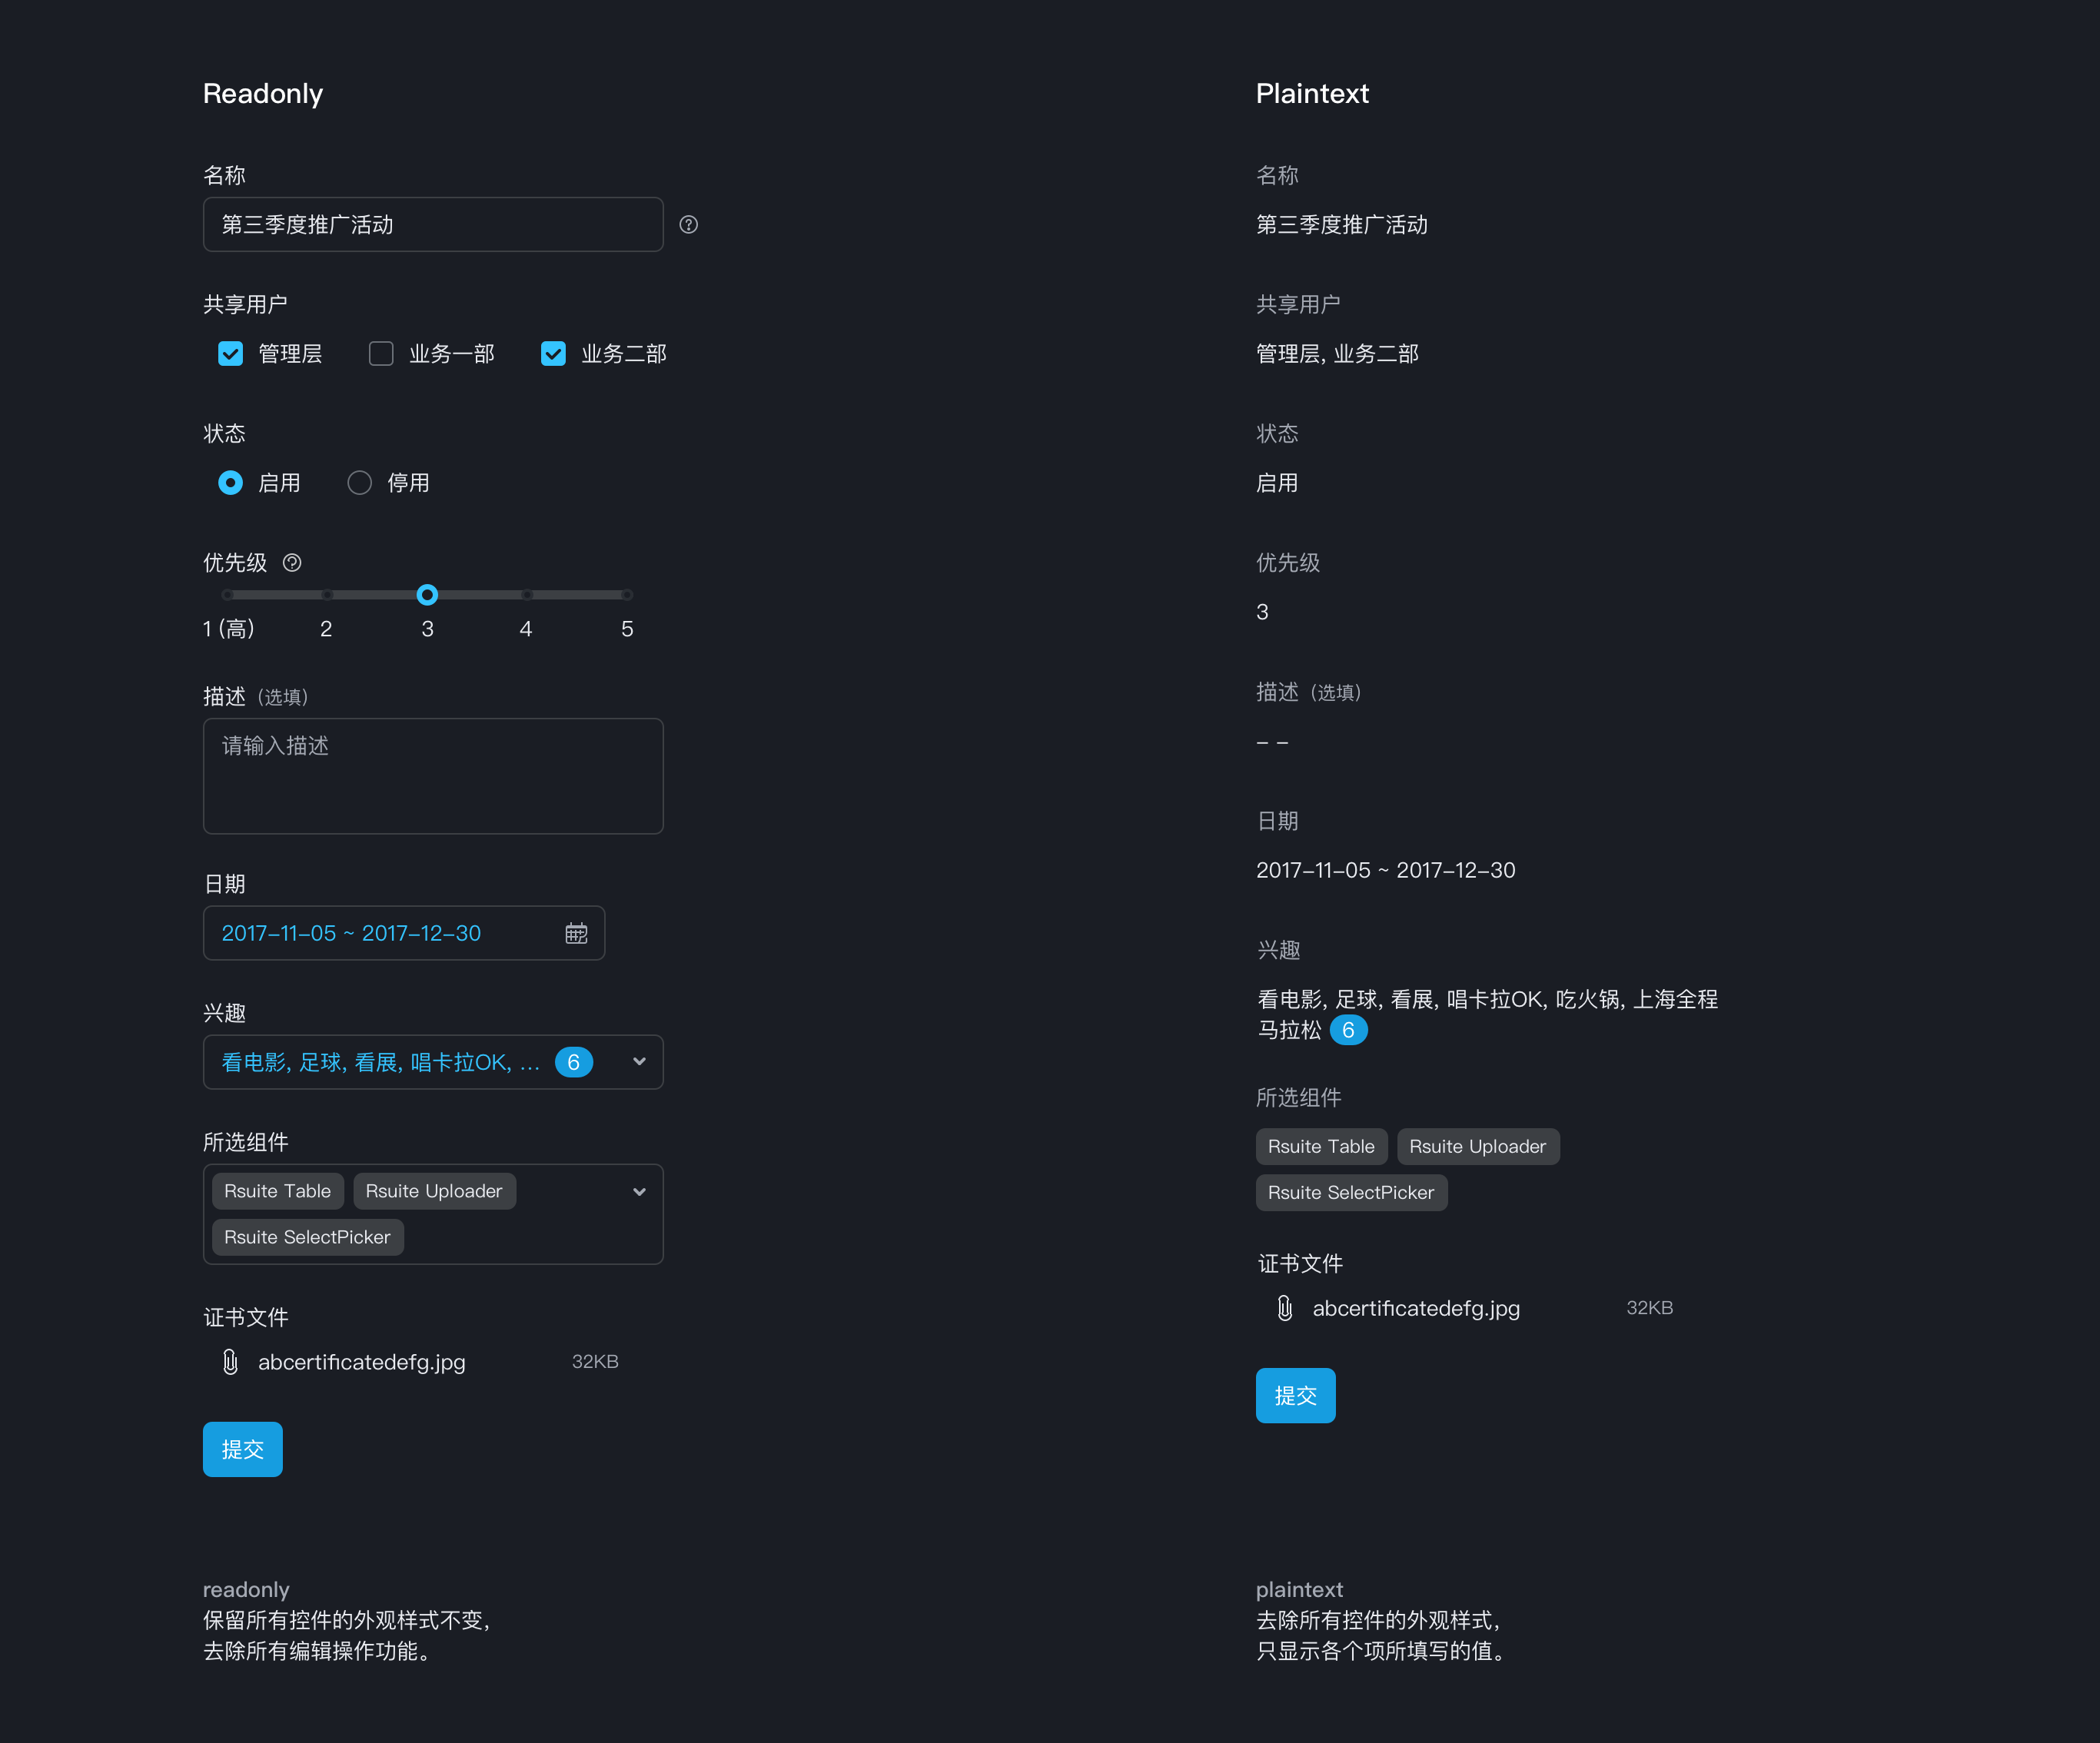 Readonly
名称
第三季度推广活动
共享用户
管理层 业务一部 业务二部
状态
启用 停用
优先级
1 (高) 2 3 4 5
描述 (选填)
请输入描述
日期
2017-11-05 ~ 2017-12-30
兴趣
看电影, 足球, 看展, 唱卡拉OK, ... 6
所选组件
Rsuite Table Rsuite Uploader
Rsuite SelectPicker
证书文件
abcertificatedefg.jpg 32KB
提交
readonly
保留所有控件的外观样式不变,
去除所有编辑操作功能。
Plaintext
名称
第三季度推广活动
共享用户
管理层, 业务二部
状态
启用
优先级
3
描述 (选填)
– –
日期
2017-11-05 ~ 2017-12-30
兴趣
看电影, 足球, 看展, 唱卡拉OK, 吃火锅, 上海全程
马拉松 6
所选组件
Rsuite Table Rsuite Uploader
Rsuite SelectPicker
证书文件
abcertificatedefg.jpg 32KB
提交
plaintext
去除所有控件的外观样式,
只显示各个项所填写的值。